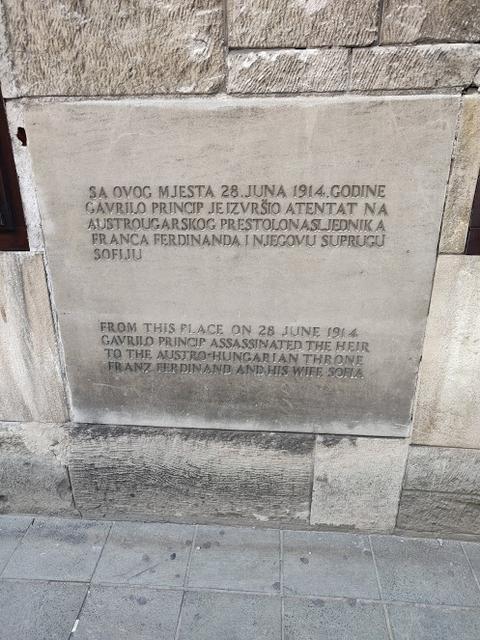 SA OVOG MJESTA 28.JUNA 1914.GODINE
GAVRILO PRINCIP JE IZVRŠIO ATENTAT NA
AUSTROUGARSKOG PRESTOLONASLJEDNIKA
FRANCA FERDINANDA I NJEGOVU SUPRUGU
SOFIJU
FROM THIS PLACE ON 28 JUNE 1914
GAVRILO PRINCIP ASSASSINATED THE HEIR
TO THE AUSTRO-HUNGARIAN THRONE
FRANZ FERDINAND AND HIS WIFE SOFIA